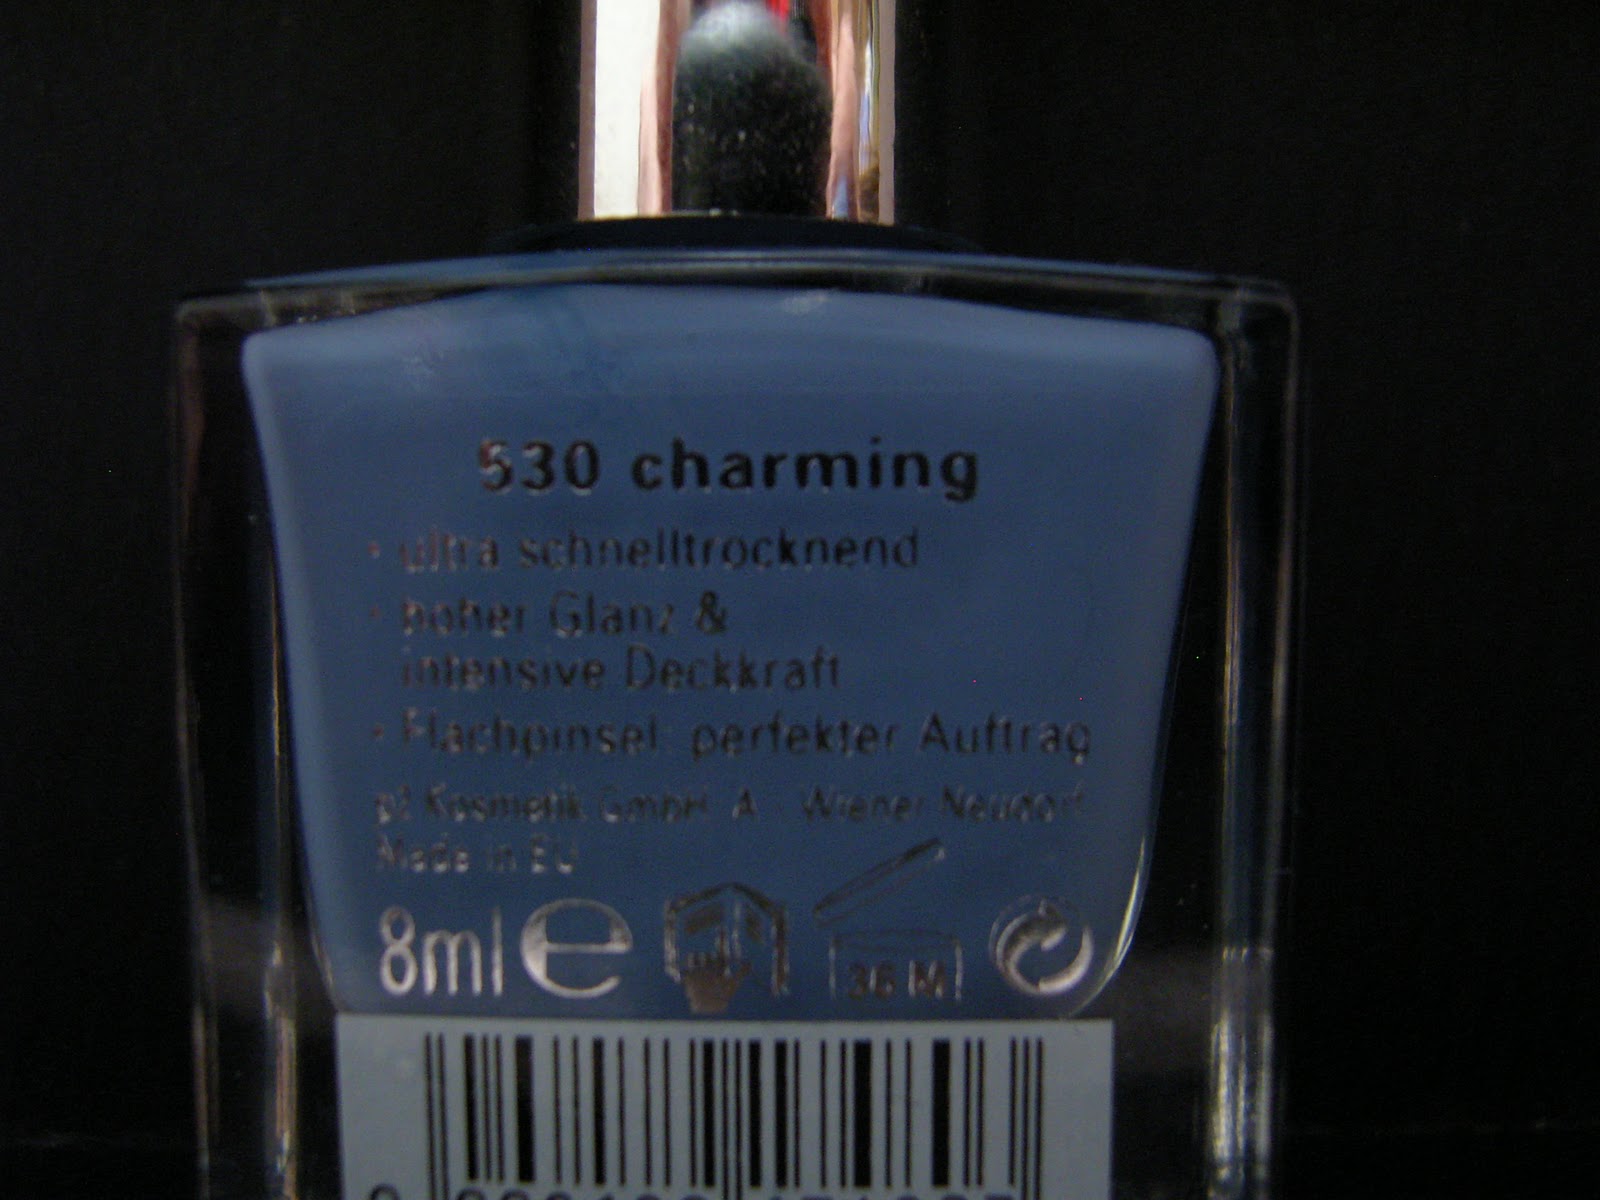 530 charming
• ultra schnelltrocknend
• hoher Glanz &
intensive Deckkraft
• Flachpinsel: perfekter Auftrag
p2 Kosmetik GmbH A Wiener Neudorf
Made in EU
8ml e 36 M